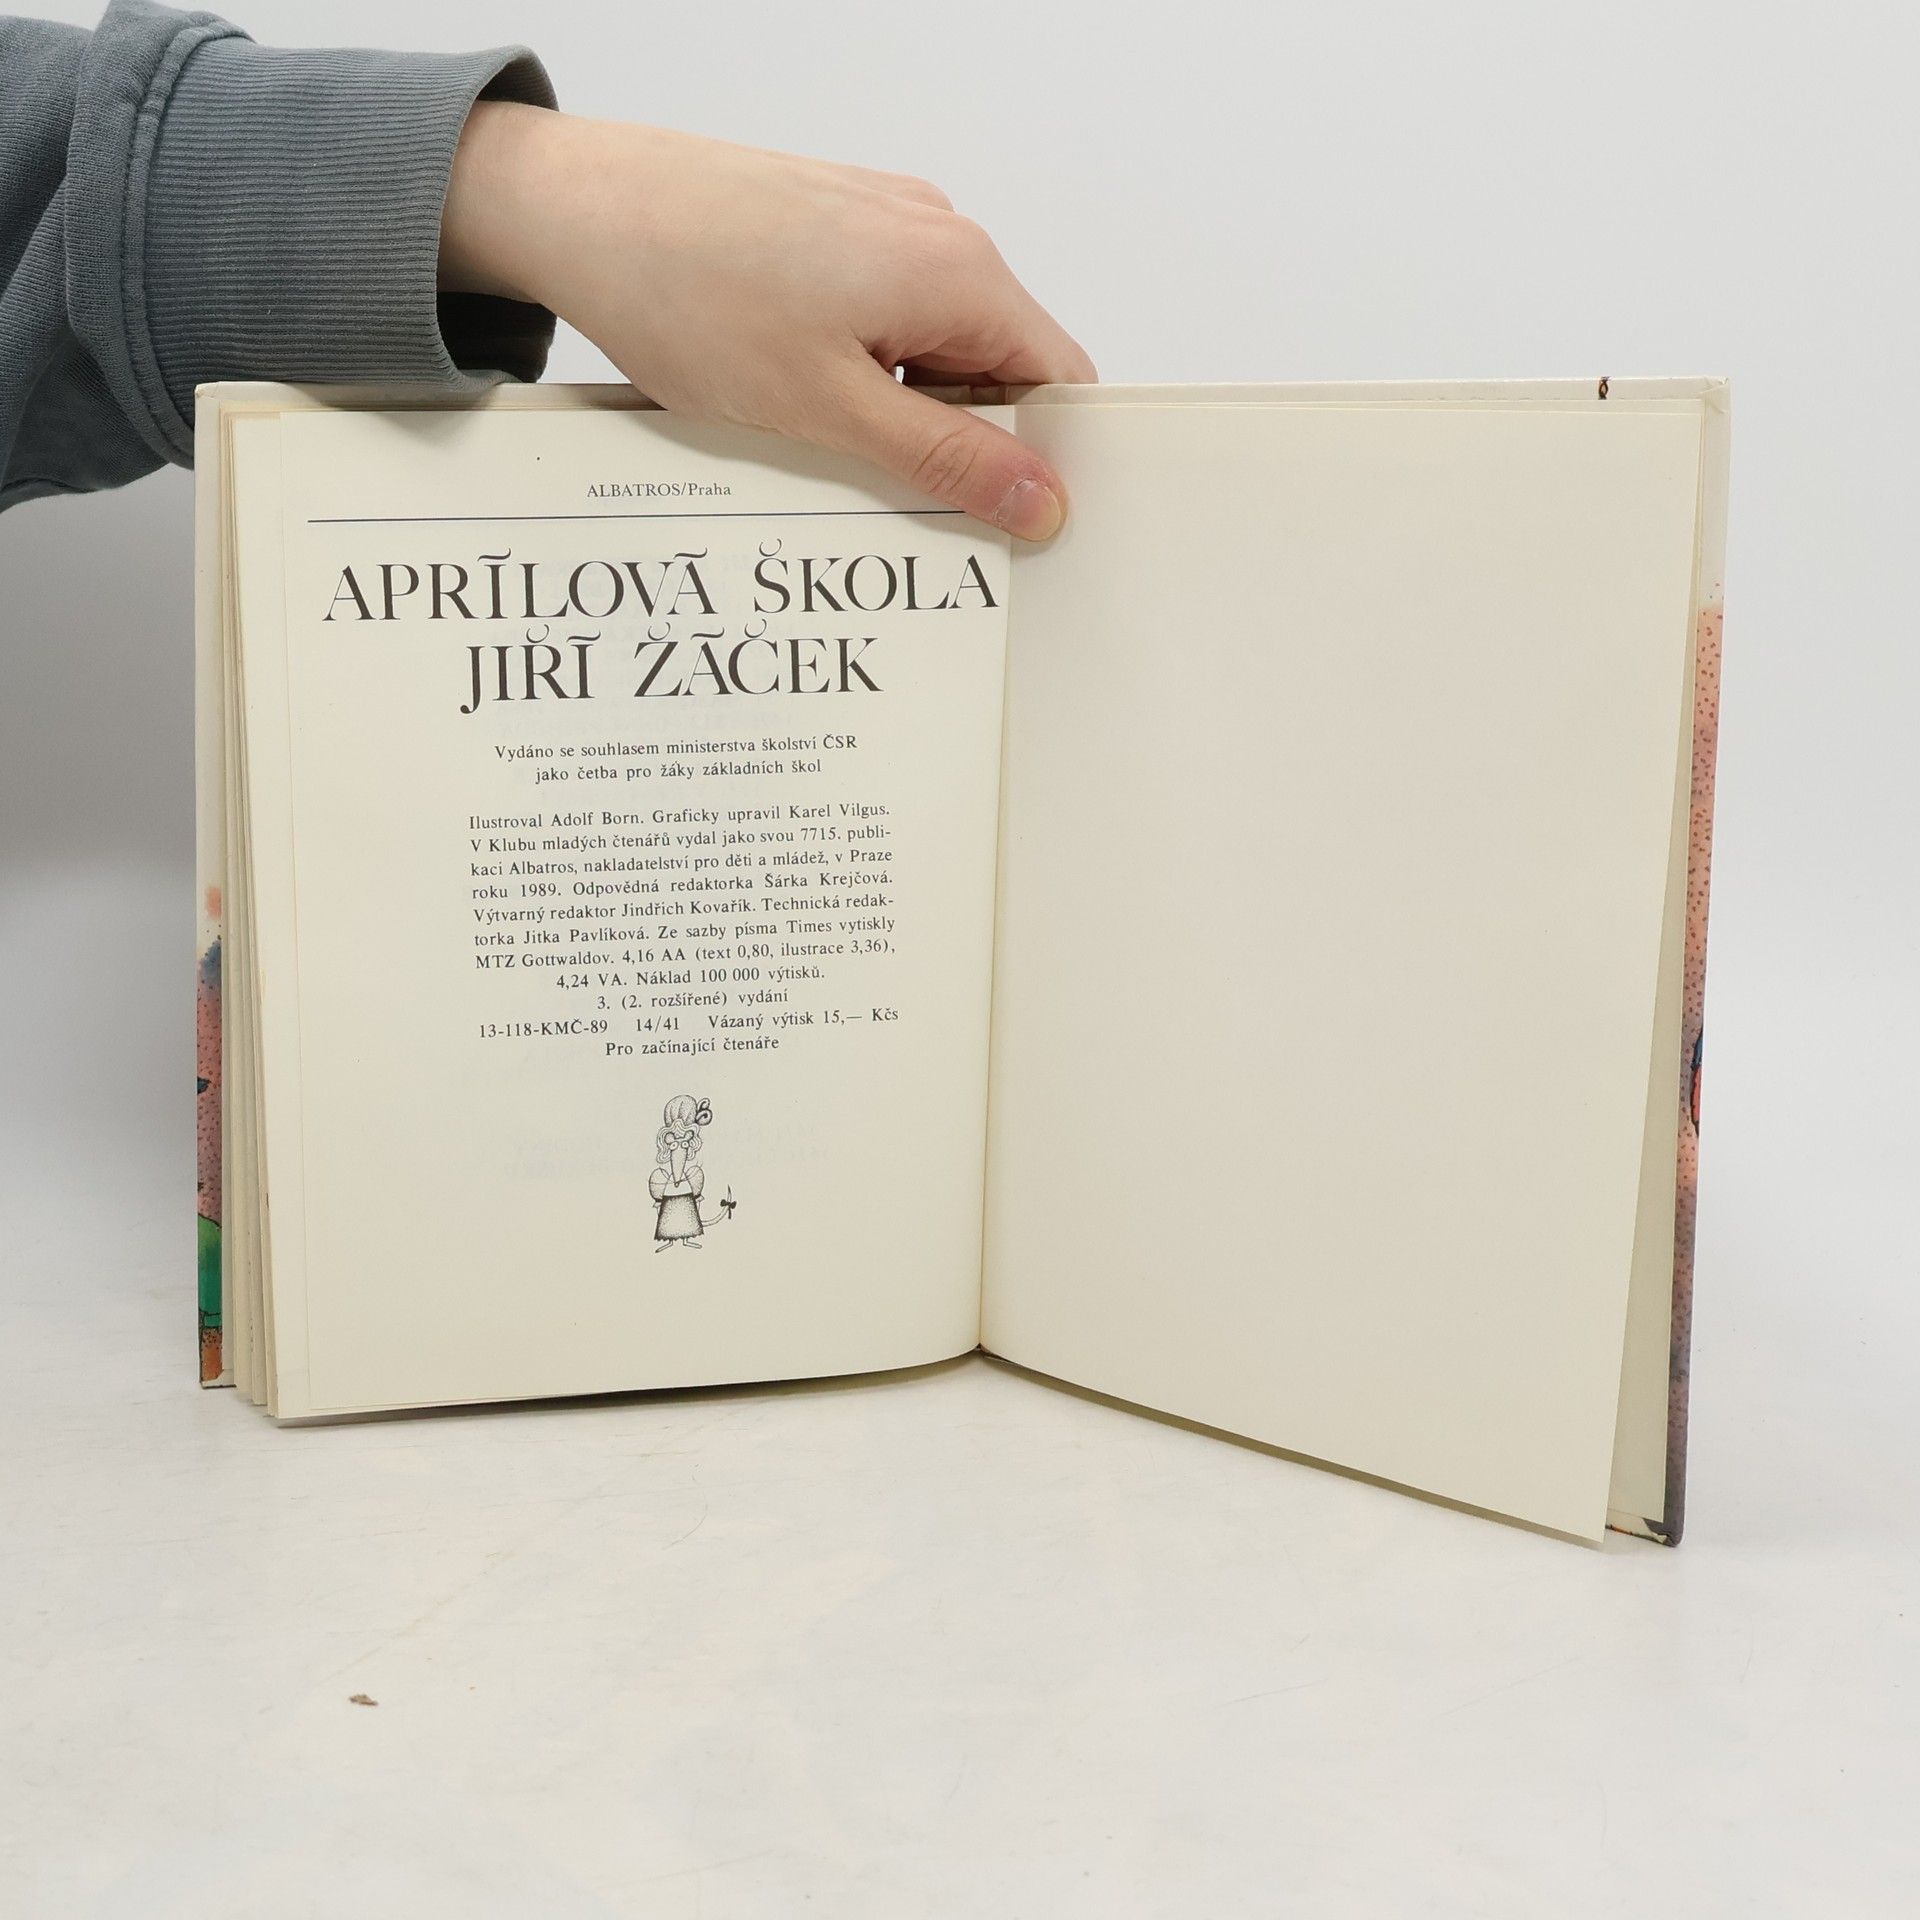 ALBATROS/Praha
APRÍLOVÁ ŠKOLA
JIŘÍ ŽÁČEK
Vydáno se souhlasem ministerstva školství ČSR
jako četba pro žáky základních škol
Ilustroval Adolf Born. Graficky upravil Karel Vilgus.
V Klubu mladých čtenářů vydal jako svou 7715. publi-
kaci Albatros, nakladatelství pro děti a mládež, v Praze
roku 1989. Odpovědná redaktorka Šárka Krejčová.
Výtvarný redaktor Jindřich Kovařík. Technická redak-
torka Jitka Pavlíková. Ze sazby písma Times vytiskly
MTZ Gottwaldov. 4,16 AA (text 0,80, ilustrace 3,36),
4,24 VA. Náklad 100 000 výtisků.
3. (2. rozšířené) vydání
13-118-KMČ-89 14/41 Vázaný výtisk 15,— Kčs
Pro začínající čtenáře